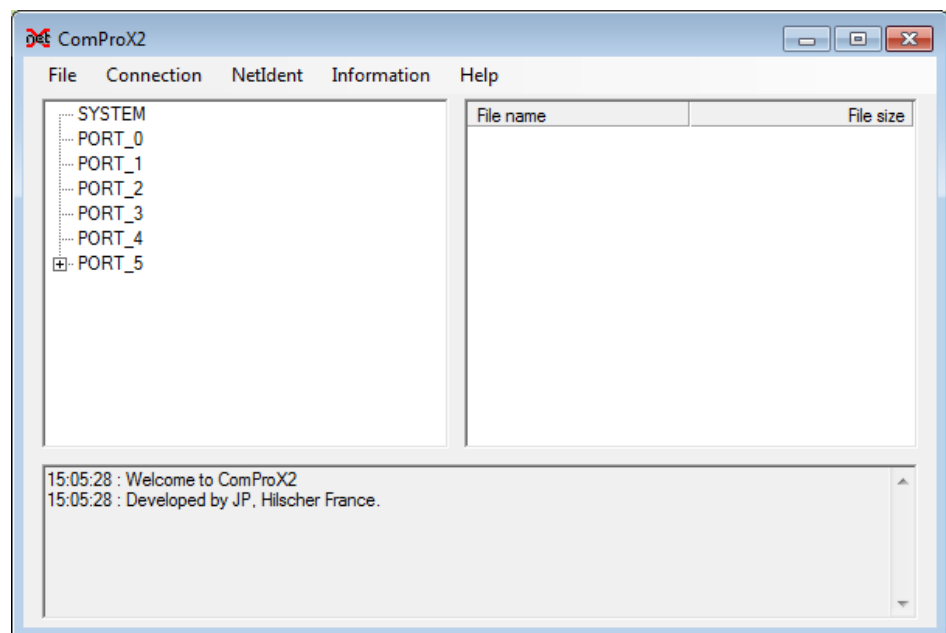 net ComProX2
File Connection NetIdent Information Help
SYSTEM
PORT_0
PORT_1
PORT_2
PORT_3
PORT_4
PORT_5
File name File size
15:05:28 : Welcome to ComProX2
15:05:28 : Developed by JP, Hilscher France.